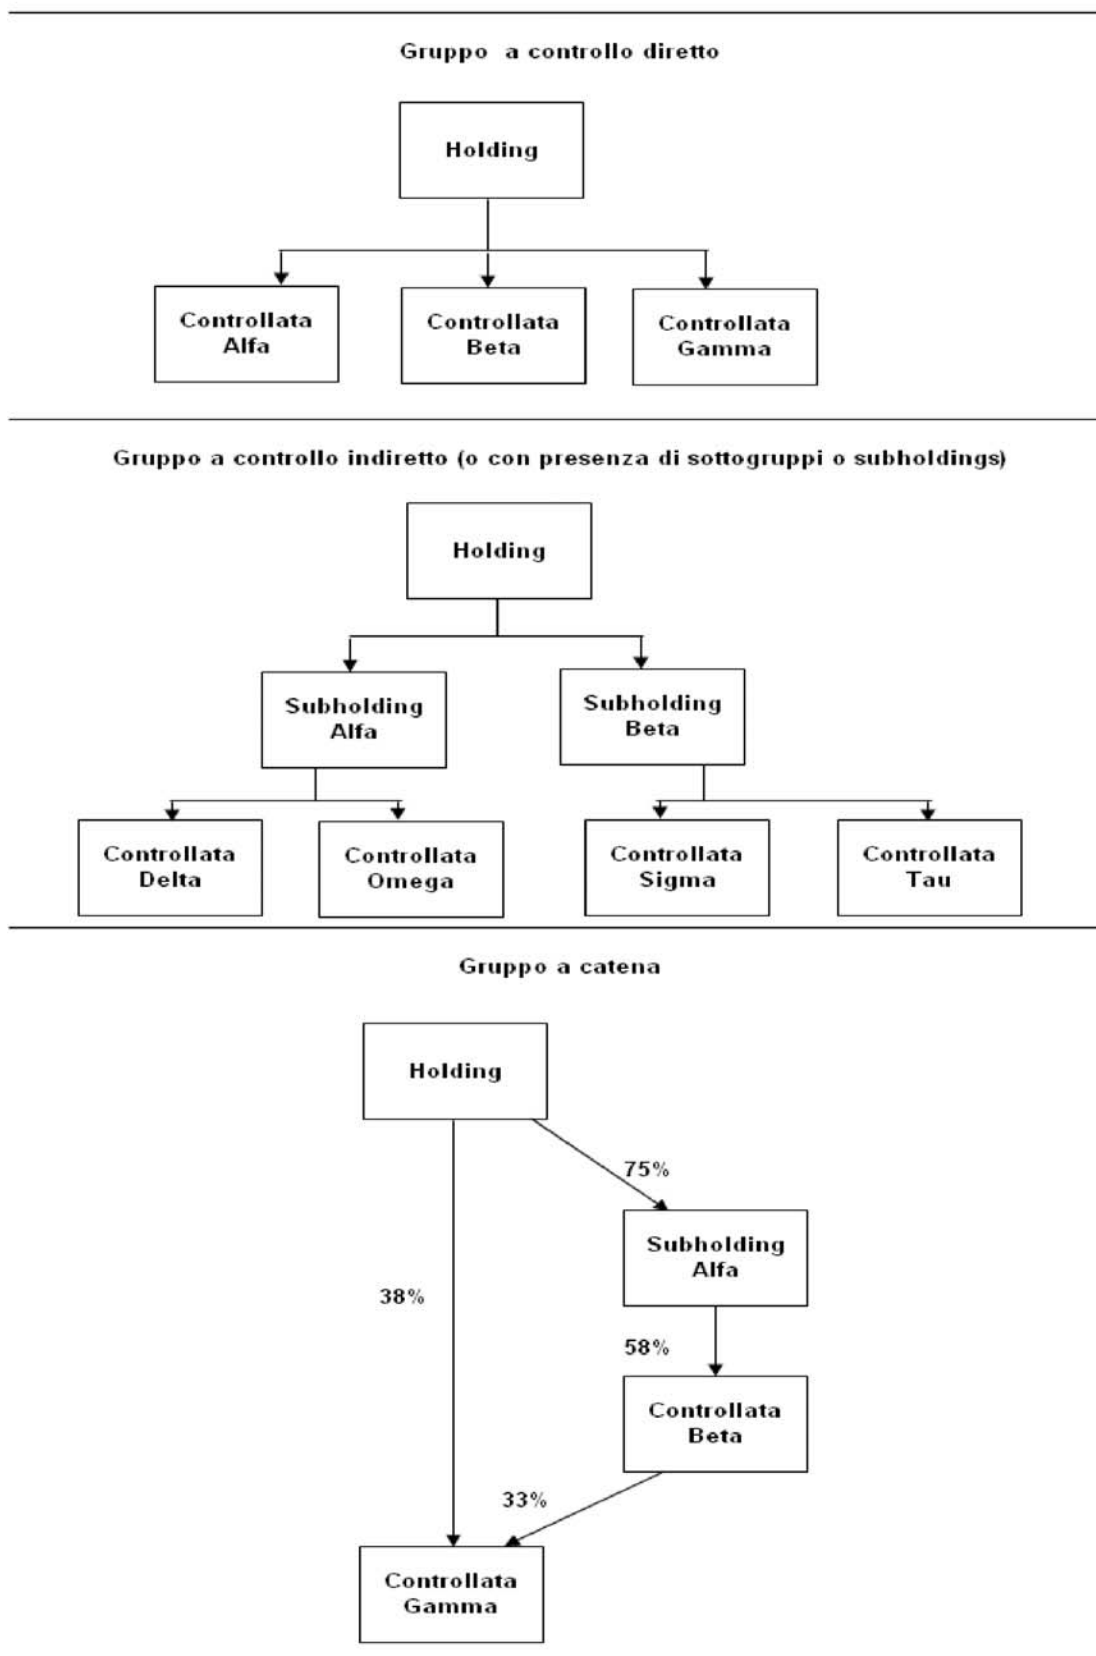 Gruppo a controllo diretto
Holding
Controllata
Alfa
Controllata
Beta
Controllata
Gamma
Gruppo a controllo indiretto (o con presenza di sottogruppi o subholdings)
Holding
Subholding
Alfa
Subholding
Beta
Controllata
Delta
Controllata
Omega
Controllata
Sigma
Controllata
Tau
Gruppo a catena
Holding
75%
Subholding
Alfa
38%
58%
Controllata
Beta
33%
Controllata
Gamma